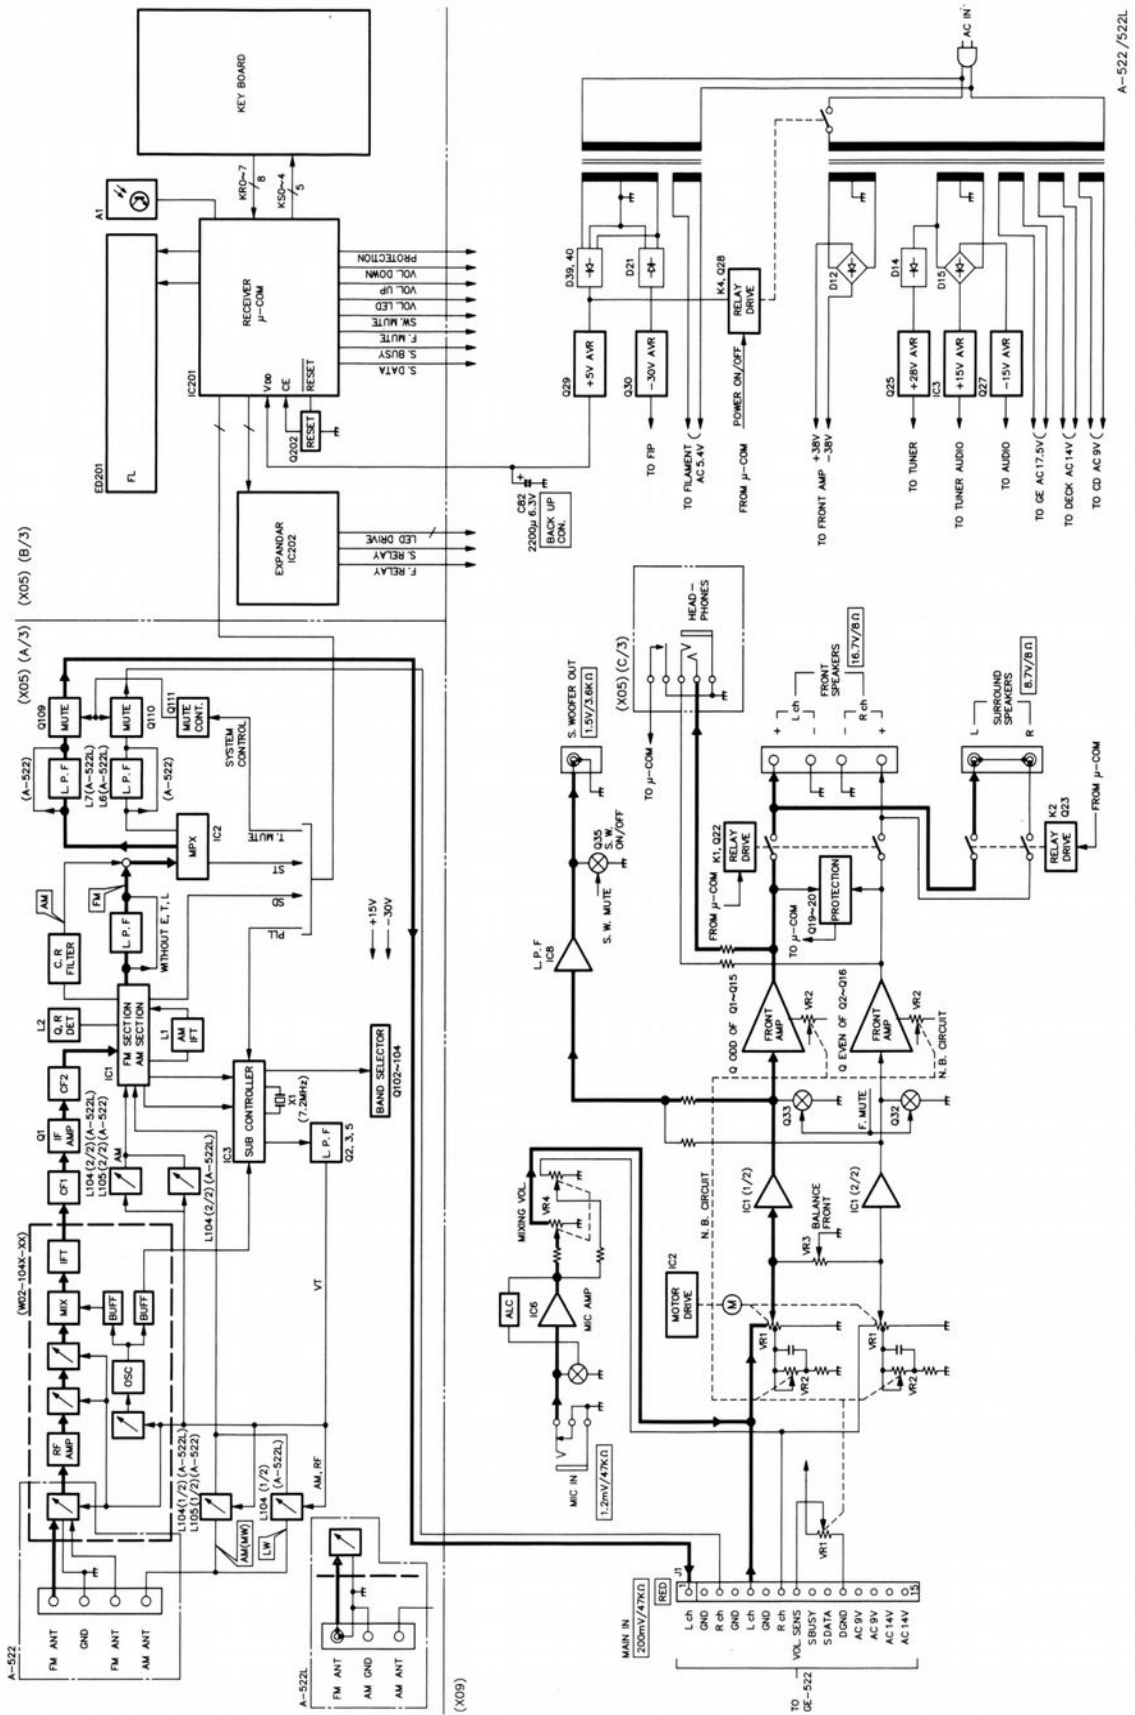 A-522/522L
(X05) (A/3)
(X05) (B/3)
A-522
FM ANT
GND
FM ANT
AM ANT
(W02-104X-XX)
RF AMP
MIX
IFT
OSC
BUFF
BUFF
CF1
Q1
IF AMP
CF2
L104(2/2)(A-522L)
L105(2/2)(A-522)
AM
L104(2/2)(A-522L)
L104(1/2)(A-522L)
L105(1/2)(A-522)
AM(MW)
L104 (1/2)
(A-522L)
LW
AM, RF
VT
A-522L
FM ANT
AM GND
AM ANT
(X09)
IC1
FM SECTION
AM SECTION
L2
Q.R DET
L1
AM IFT
C.R FILTER
AM
L.P.F
FM
WITHOUT E, T, L
MPX
IC2
(A-522)
L.P.F
L7(A-522L)
L6(A-522L)
L.P.F
(A-522)
Q109
MUTE
MUTE
Q110
Q111
MUTE CONT.
SYSTEM CONTROL
T. MUTE
ST
SD
PLL
IC3
SUB CONTROLLER
X1
(7.2MHz)
L.P.F
Q2, 3, 5
BAND SELECTOR
Q102~104
+15V
-30V
ED201
FL
A1
KEY BOARD
KR0~7
8
KS0~4
5
IC201
RECEIVER
μ-COM
VDD
CE
RESET
Q202
RESET
PROTECTION
VOL. DOWN
VOL. UP
VOL. LED
SW. MUTE
F. MUTE
S. BUSY
S. DATA
EXPANDAR
IC202
LED DRIVE
S. RELAY
F. RELAY
C82
2200μ 6.3V
BACK UP CON.
AC IN
D39, 40
D21
Q29
+5V AVR
Q30
-30V AVR
TO FIP
TO FILAMENT
AC 5.4V
K4, Q28
RELAY DRIVE
POWER ON/OFF
FROM μ-COM
D12
TO FRONT AMP
+38V
-38V
D14
D15
Q25
+28V AVR
TO TUNER
IC3
+15V AVR
TO TUNER AUDIO
Q27
-15V AVR
TO AUDIO
TO GE AC17.5V
TO DECK AC14V
TO CD AC 9V
MAIN IN
200mV/47KΩ
RED
J1
1
15
L ch
GND
R ch
GND
L ch
GND
R ch
VOL SENS
S BUSY
S DATA
DGND
AC 9V
AC 9V
AC 14V
AC 14V
TO
GE-522
MIC IN
1.2mV/47KΩ
ALC
IC6
MIC AMP
MIXING VOL.
VR4
VR1
IC2
MOTOR DRIVE
M
VR1
VR2
VR1
VR2
VR3
BALANCE
FRONT
N. B. CIRCUIT
IC1 (1/2)
IC1 (2/2)
Q33
F. MUTE
Q32
Q ODD OF Q1~Q15
FRONT AMP
VR2
Q EVEN OF Q2~Q16
FRONT AMP
VR2
N. B. CIRCUIT
L. P. F
IC8
S. W. MUTE
Q35
S. W.
ON/OFF
S. WOOFER OUT
1.5V/3.6KΩ
(X05) (C/3)
TO μ-COM
HEAD-PHONES
FROM μ-COM
K1, Q22
RELAY DRIVE
TO μ-COM
Q19~20
PROTECTION
L ch
FRONT SPEAKERS
R ch
16.7V/8Ω
L
SURROUND SPEAKERS
R
8.7V/8Ω
RELAY DRIVE
K2
Q23
FROM μ-COM